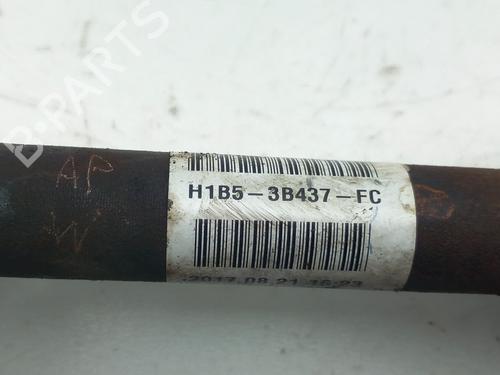 B-PARTS
AP
W
H1B5-3B437-FC
2017.08.21 16:23